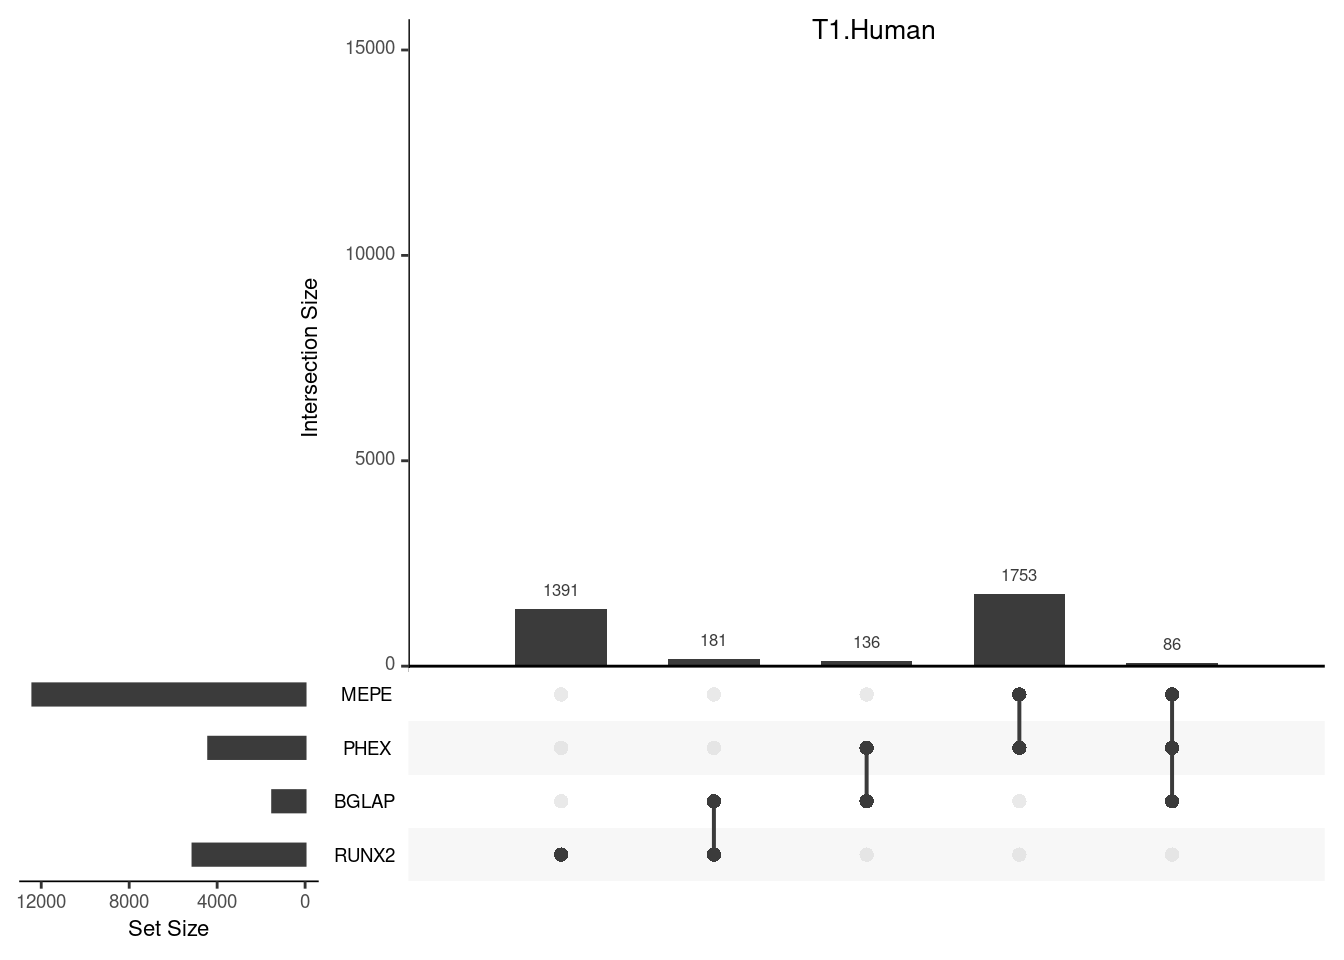 T1.Human
15000
10000
5000
0
Intersection Size
1391
181
136
1753
86
MEPE
PHEX
BGLAP
RUNX2
12000 8000 4000 0
Set Size